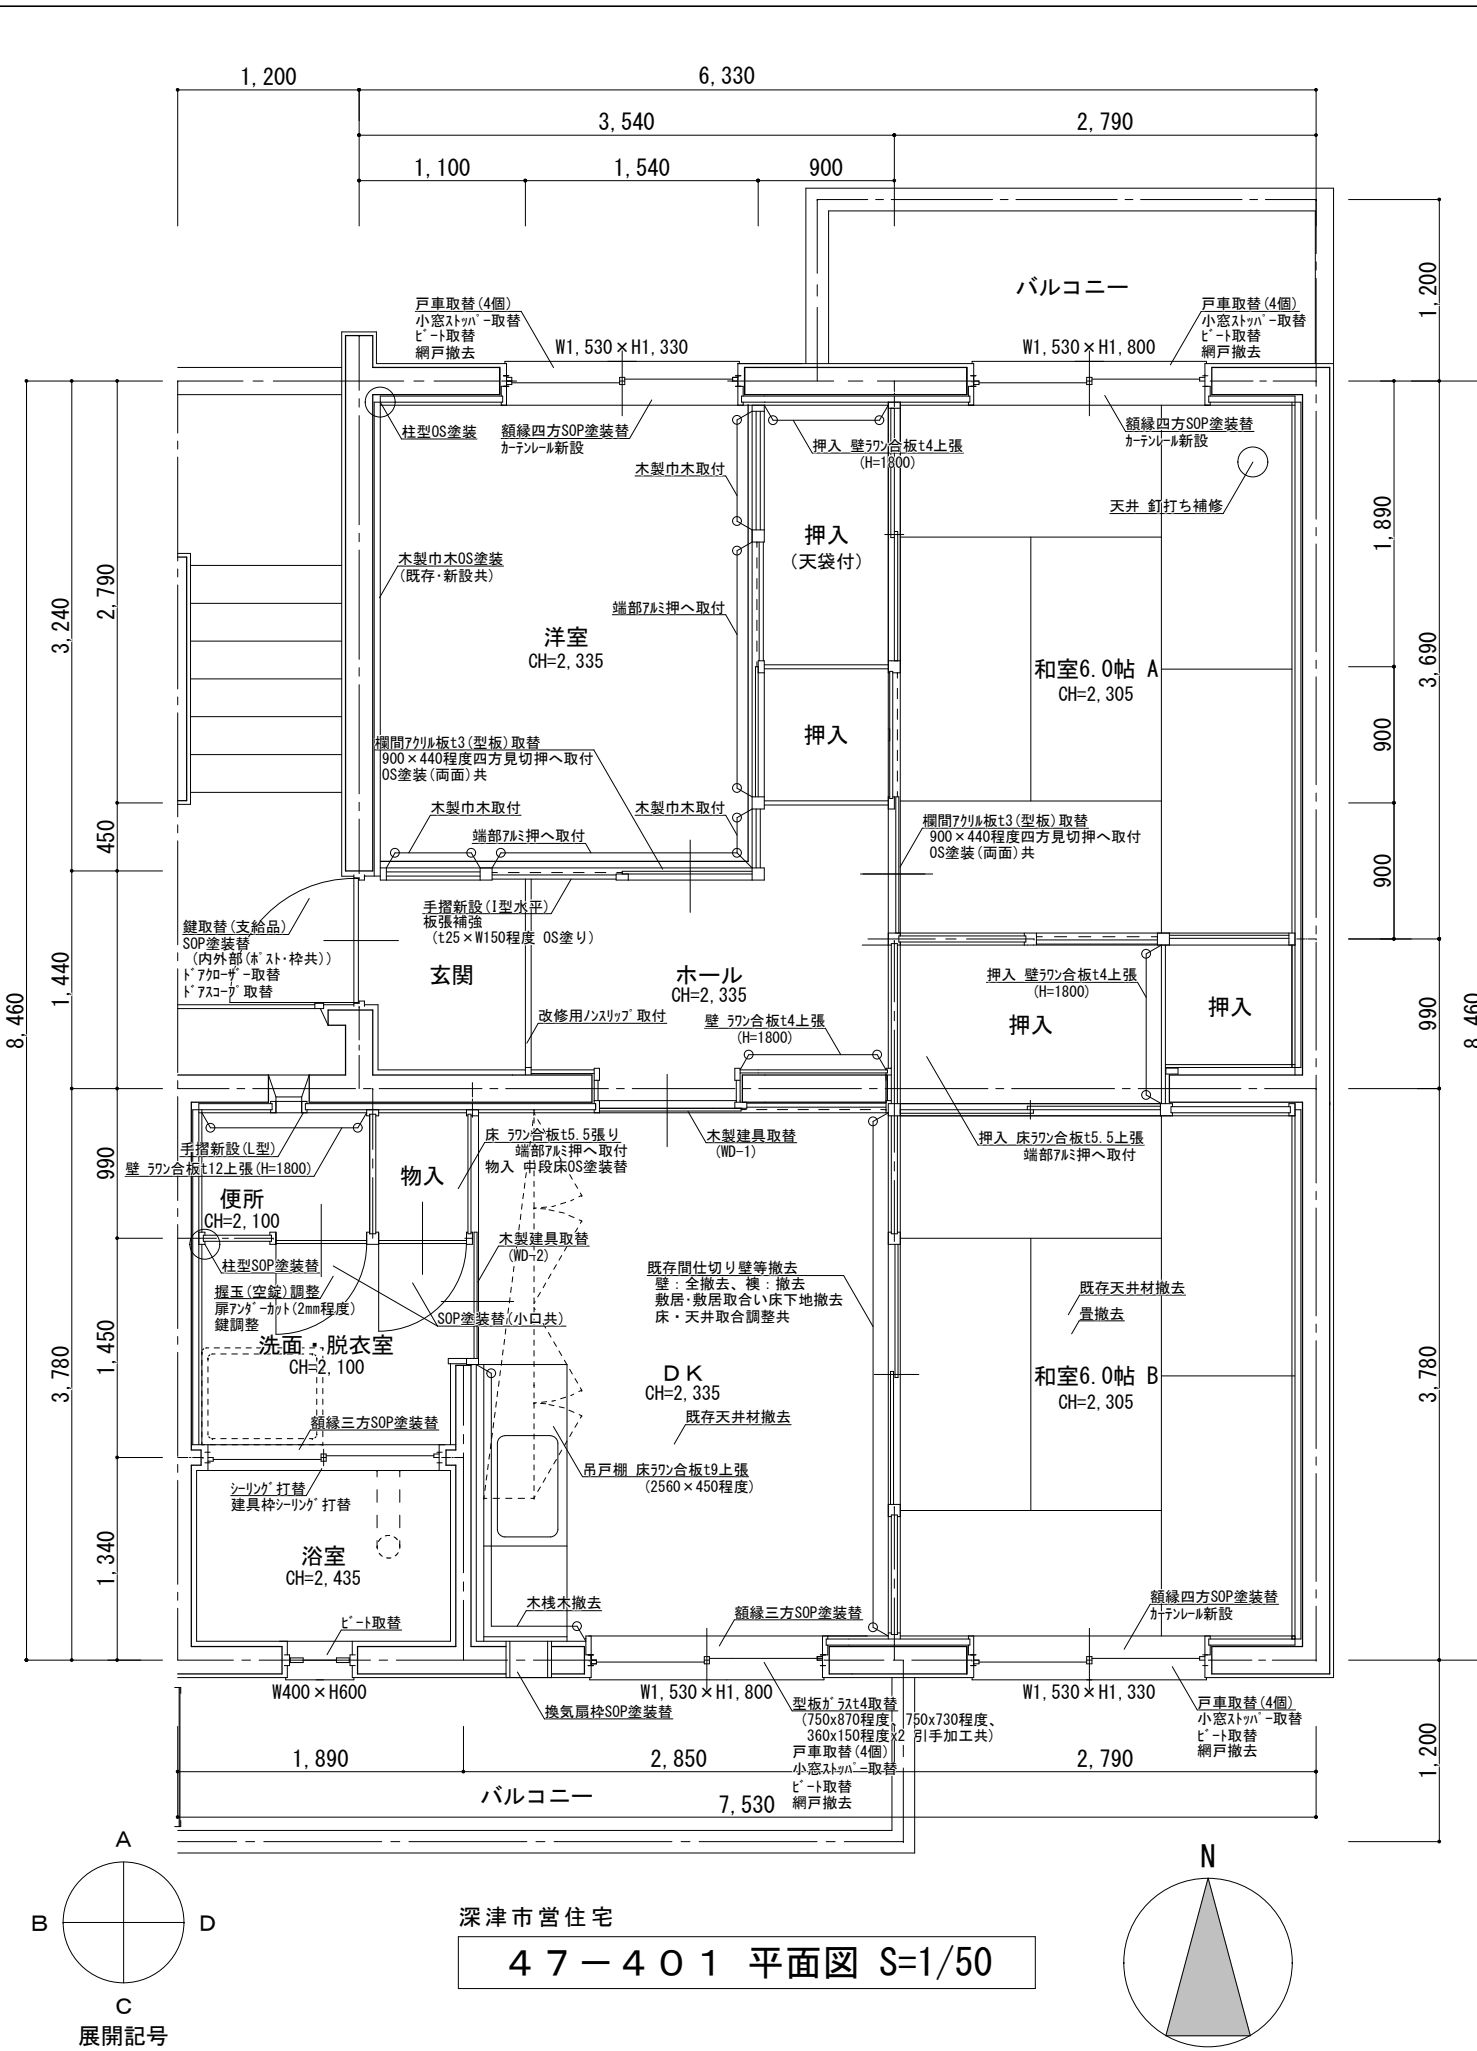 1,200
6,330
3,540
2,790
1,100
1,540
900
バルコニー
1,200
戸車取替(4個)
小窓ストッパー取替
ビート取替
網戸撤去
W1,530×H1,330
W1,530×H1,800
戸車取替(4個)
小窓ストッパー取替
ビート取替
網戸撤去
柱型OS塗装
額縁四方SOP塗装替
カーテンレール新設
押入 壁ラワン合板t4上張
(H=1800)
額縁四方SOP塗装替
カーテンレール新設
木製巾木取付
天井 釘打ち補修
押入
(天袋付)
木製巾木OS塗装
(既存・新設共)
端部アルミ押へ取付
洋室
CH=2,335
和室6.0帖 A
CH=2,305
押入
欄間アクリル板t3(型板)取替
900×440程度四方見切押へ取付
OS塗装(両面)共
木製巾木取付
木製巾木取付
端部アルミ押へ取付
欄間アクリル板t3(型板)取替
900×440程度四方見切押へ取付
OS塗装(両面)共
手摺新設(I型水平)
板張補強
(t25×W150程度 OS塗り)
鍵取替(支給品)
SOP塗装替
(内外部(ポスト・枠共))
ドアクローザー取替
ドアスコープ取替
玄関
ホール
CH=2,335
押入 壁ラワン合板t4上張
(H=1800)
押入
押入
改修用ノンスリップ取付
壁 ラワン合板t4上張
(H=1800)
8,460
3,240
1,440
3,780
2,790
450
990
1,450
1,340
1,890
900
900
3,690
990
3,780
1,200
8,460
手摺新設(L型)
壁 ラワン合板t12上張(H=1800)
便所
CH=2,100
物入
床 ラワン合板t5.5張り
端部アルミ押へ取付
物入 中段床OS塗装替
木製建具取替
(WD-1)
押入 床ラワン合板t5.5上張
端部アルミ押へ取付
木製建具取替
(WD-2)
柱型SOP塗装替
握玉(空錠)調整
扉アンダーカット(2mm程度)
鍵調整
SOP塗装替(小口共)
既存間仕切り壁等撤去
壁:全撤去、襖:撤去
敷居・敷居取合い床下地撤去
床・天井取合調整共
既存天井材撤去
畳撤去
洗面・脱衣室
CH=2,100
DK
CH=2,335
和室6.0帖 B
CH=2,305
既存天井材撤去
額縁三方SOP塗装替
吊戸棚 床ラワン合板t9上張
(2560×450程度)
シーリング打替
建具枠シーリング打替
浴室
CH=2,435
ビート取替
木桟木撤去
額縁三方SOP塗装替
額縁四方SOP塗装替
カーテンレール新設
W400×H600
換気扇枠SOP塗装替
W1,530×H1,800
型板ガラスt4取替
(750x870程度、750x730程度、
360x150程度x2 引手加工共)
戸車取替(4個)
小窓ストッパー取替
ビート取替
網戸撤去
W1,530×H1,330
戸車取替(4個)
小窓ストッパー取替
ビート取替
網戸撤去
1,890
2,850
2,790
バルコニー
7,530
A
B
D
C
展開記号
深津市営住宅
47-401 平面図 S=1/50
N